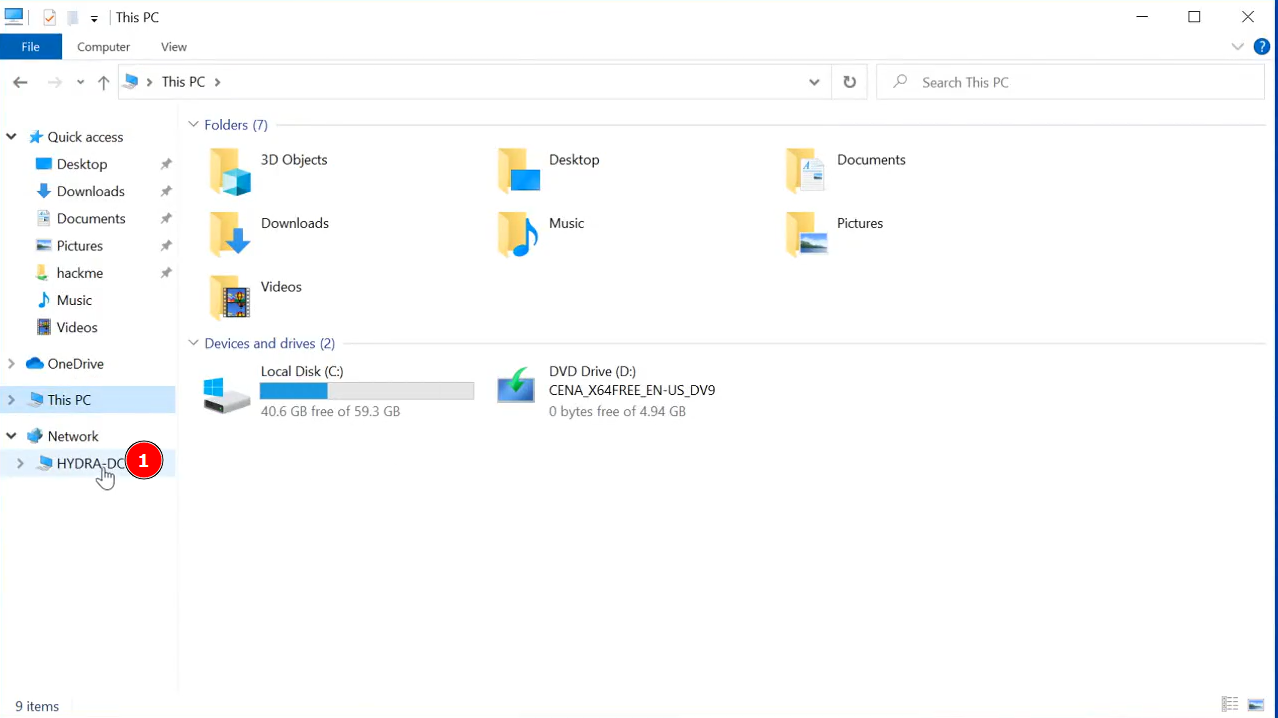 This PC
File Computer View
This PC
Search This PC
Quick access
Desktop
Downloads
Documents
Pictures
hackme
Music
Videos
OneDrive
This PC
Network
HYDRA-DC
1
Folders (7)
3D Objects
Desktop
Documents
Downloads
Music
Pictures
Videos
Devices and drives (2)
Local Disk (C:)
40.6 GB free of 59.3 GB
DVD Drive (D:)
CENA_X64FREE_EN-US_DV9
0 bytes free of 4.94 GB
9 items
?